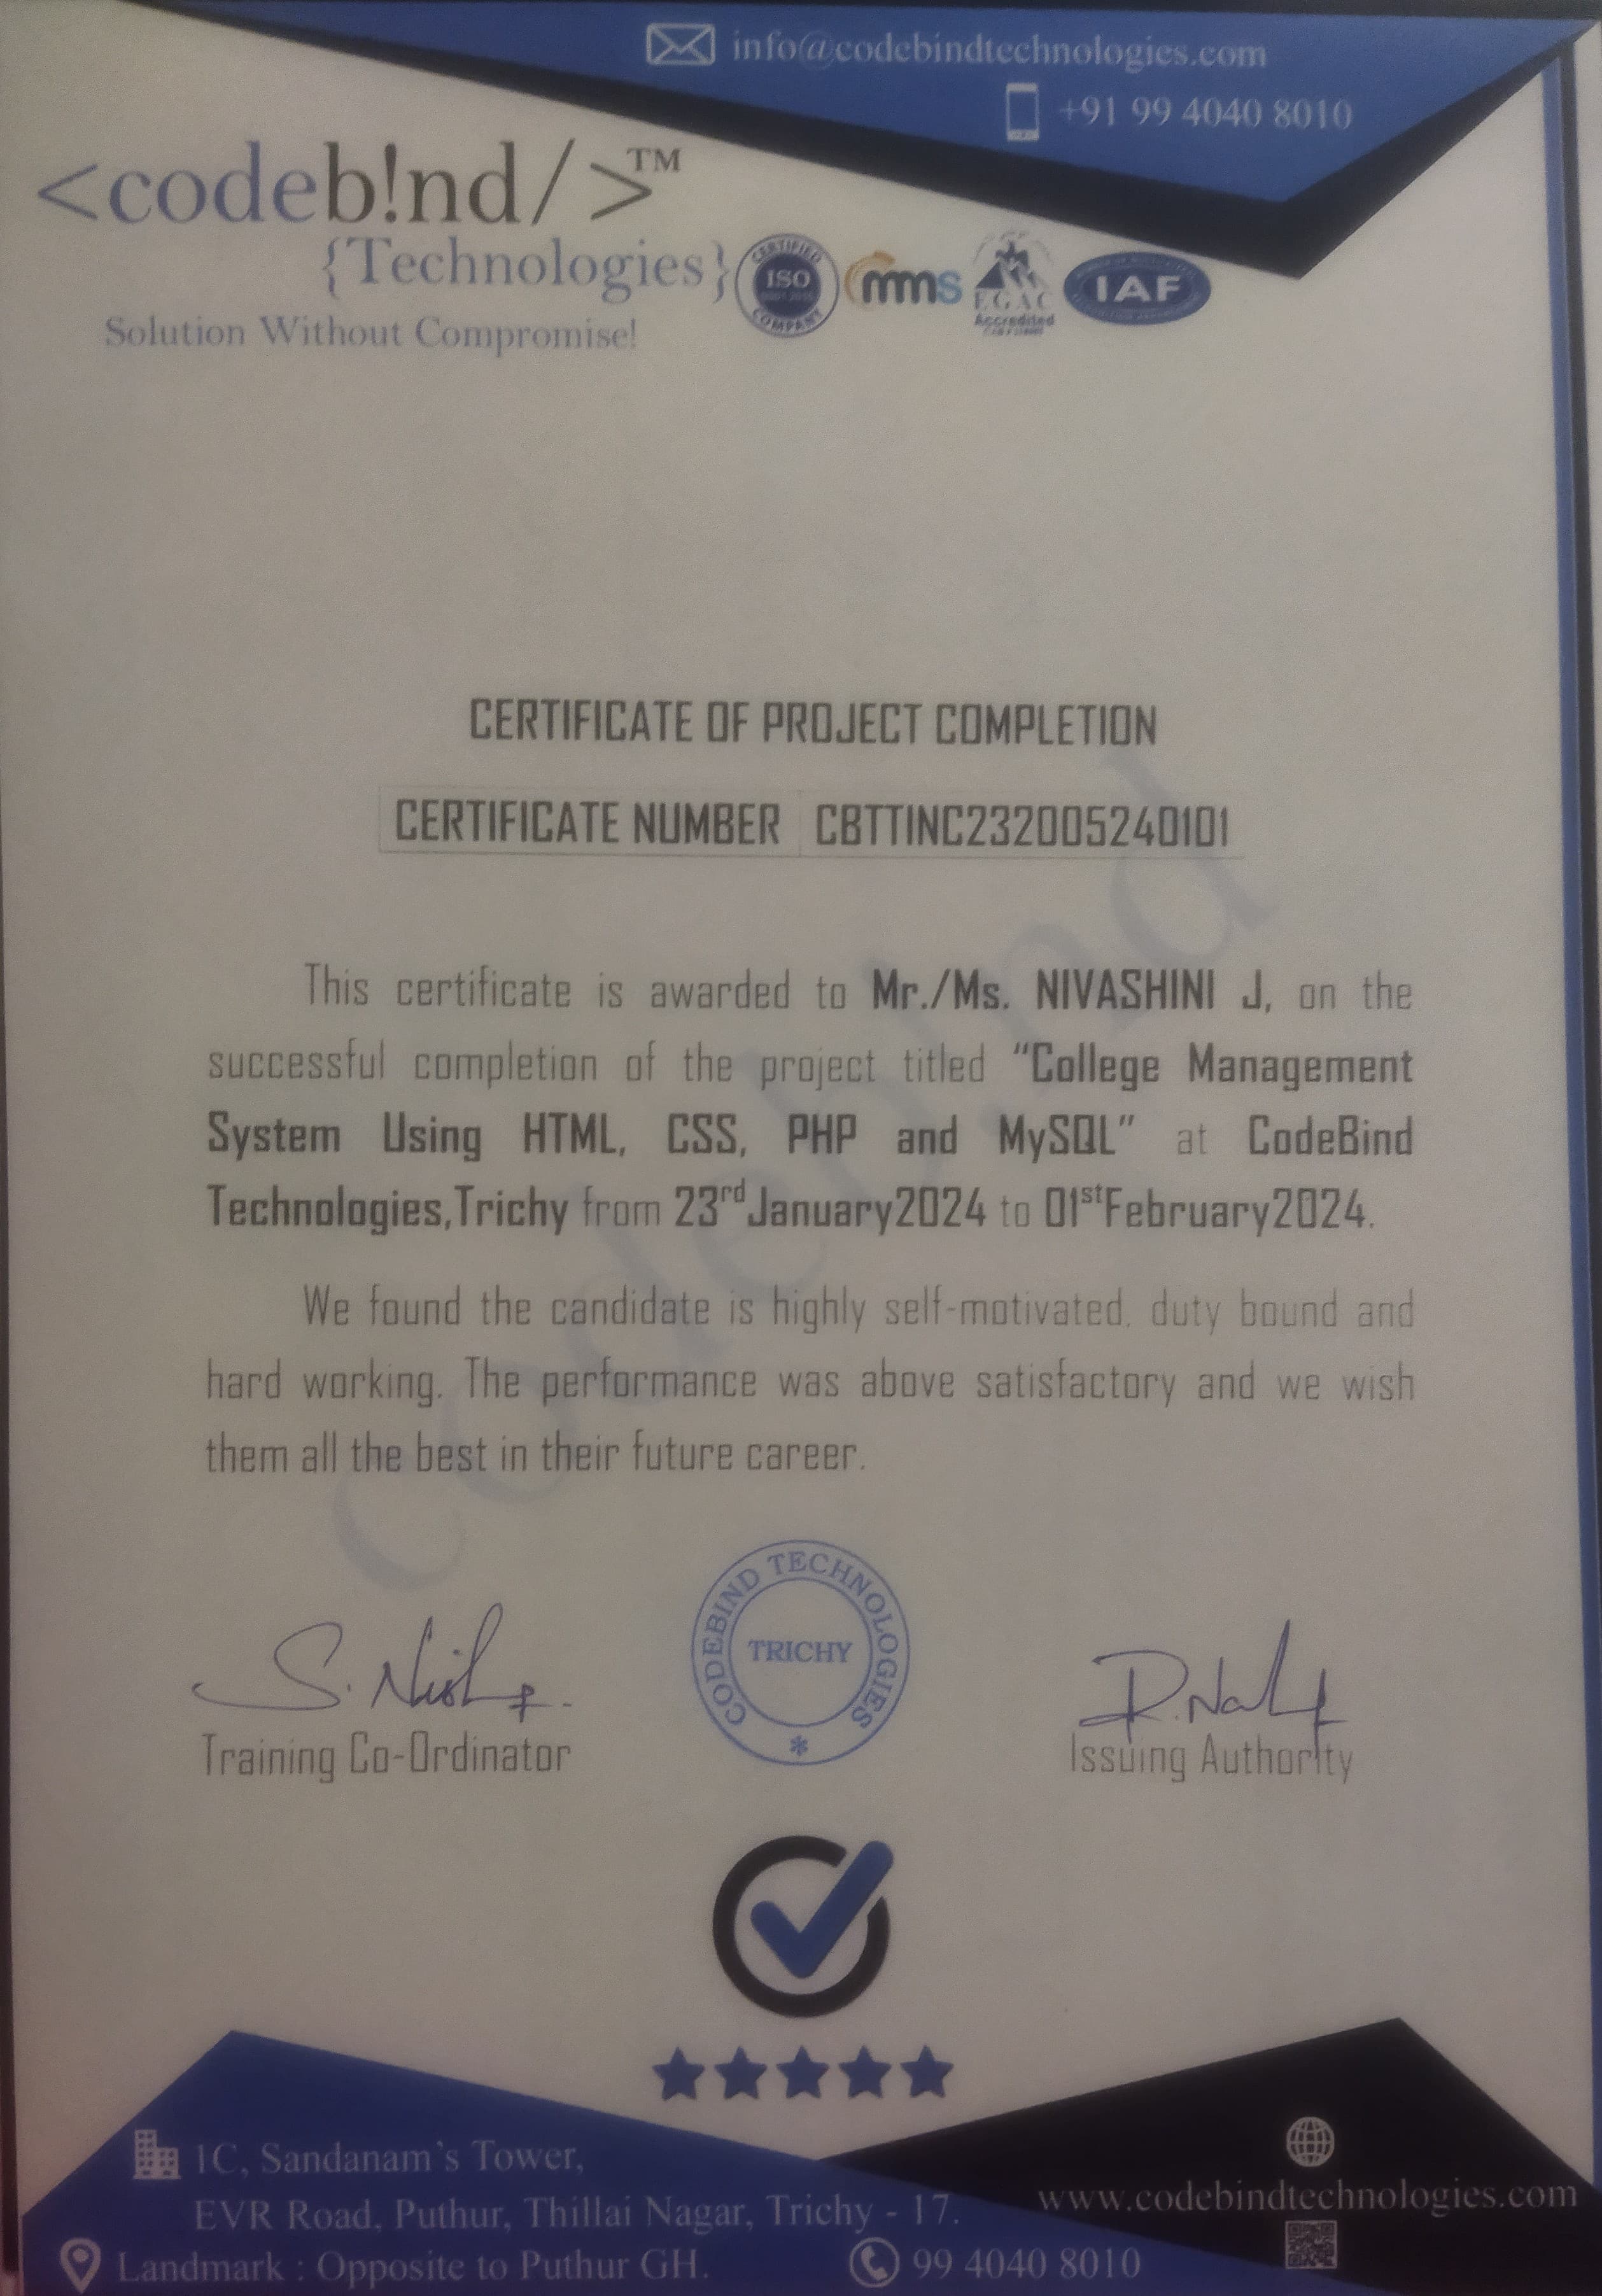 info@codebindtechnologies.com
+91 99 4040 8010
<codeb!nd/>™
{Technologies}
Solution Without Compromise!
CERTIFIED
ISO
COMPANY
mms
EGAC
Accredited
IAF
CERTIFICATE OF PROJECT COMPLETION
CERTIFICATE NUMBER CBTTINC232005240101
This certificate is awarded to Mr./Ms. NIVASHINI J, on the
successful completion of the project titled “College Management
System Using HTML, CSS, PHP and MySQL” at CodeBind
Technologies,Trichy from 23rd January2024 to 01st February2024.
We found the candidate is highly self-motivated, duty bound and
hard working. The performance was above satisfactory and we wish
them all the best in their future career.
codebind
CODEBIND TECHNOLOGIES
TRICHY
*
S.
Training Co-Ordinator
R.
Issuing Authority
1C, Sandanam’s Tower,
EVR Road, Puthur, Thillai Nagar, Trichy - 17.
Landmark : Opposite to Puthur GH.
99 4040 8010
www.codebindtechnologies.com